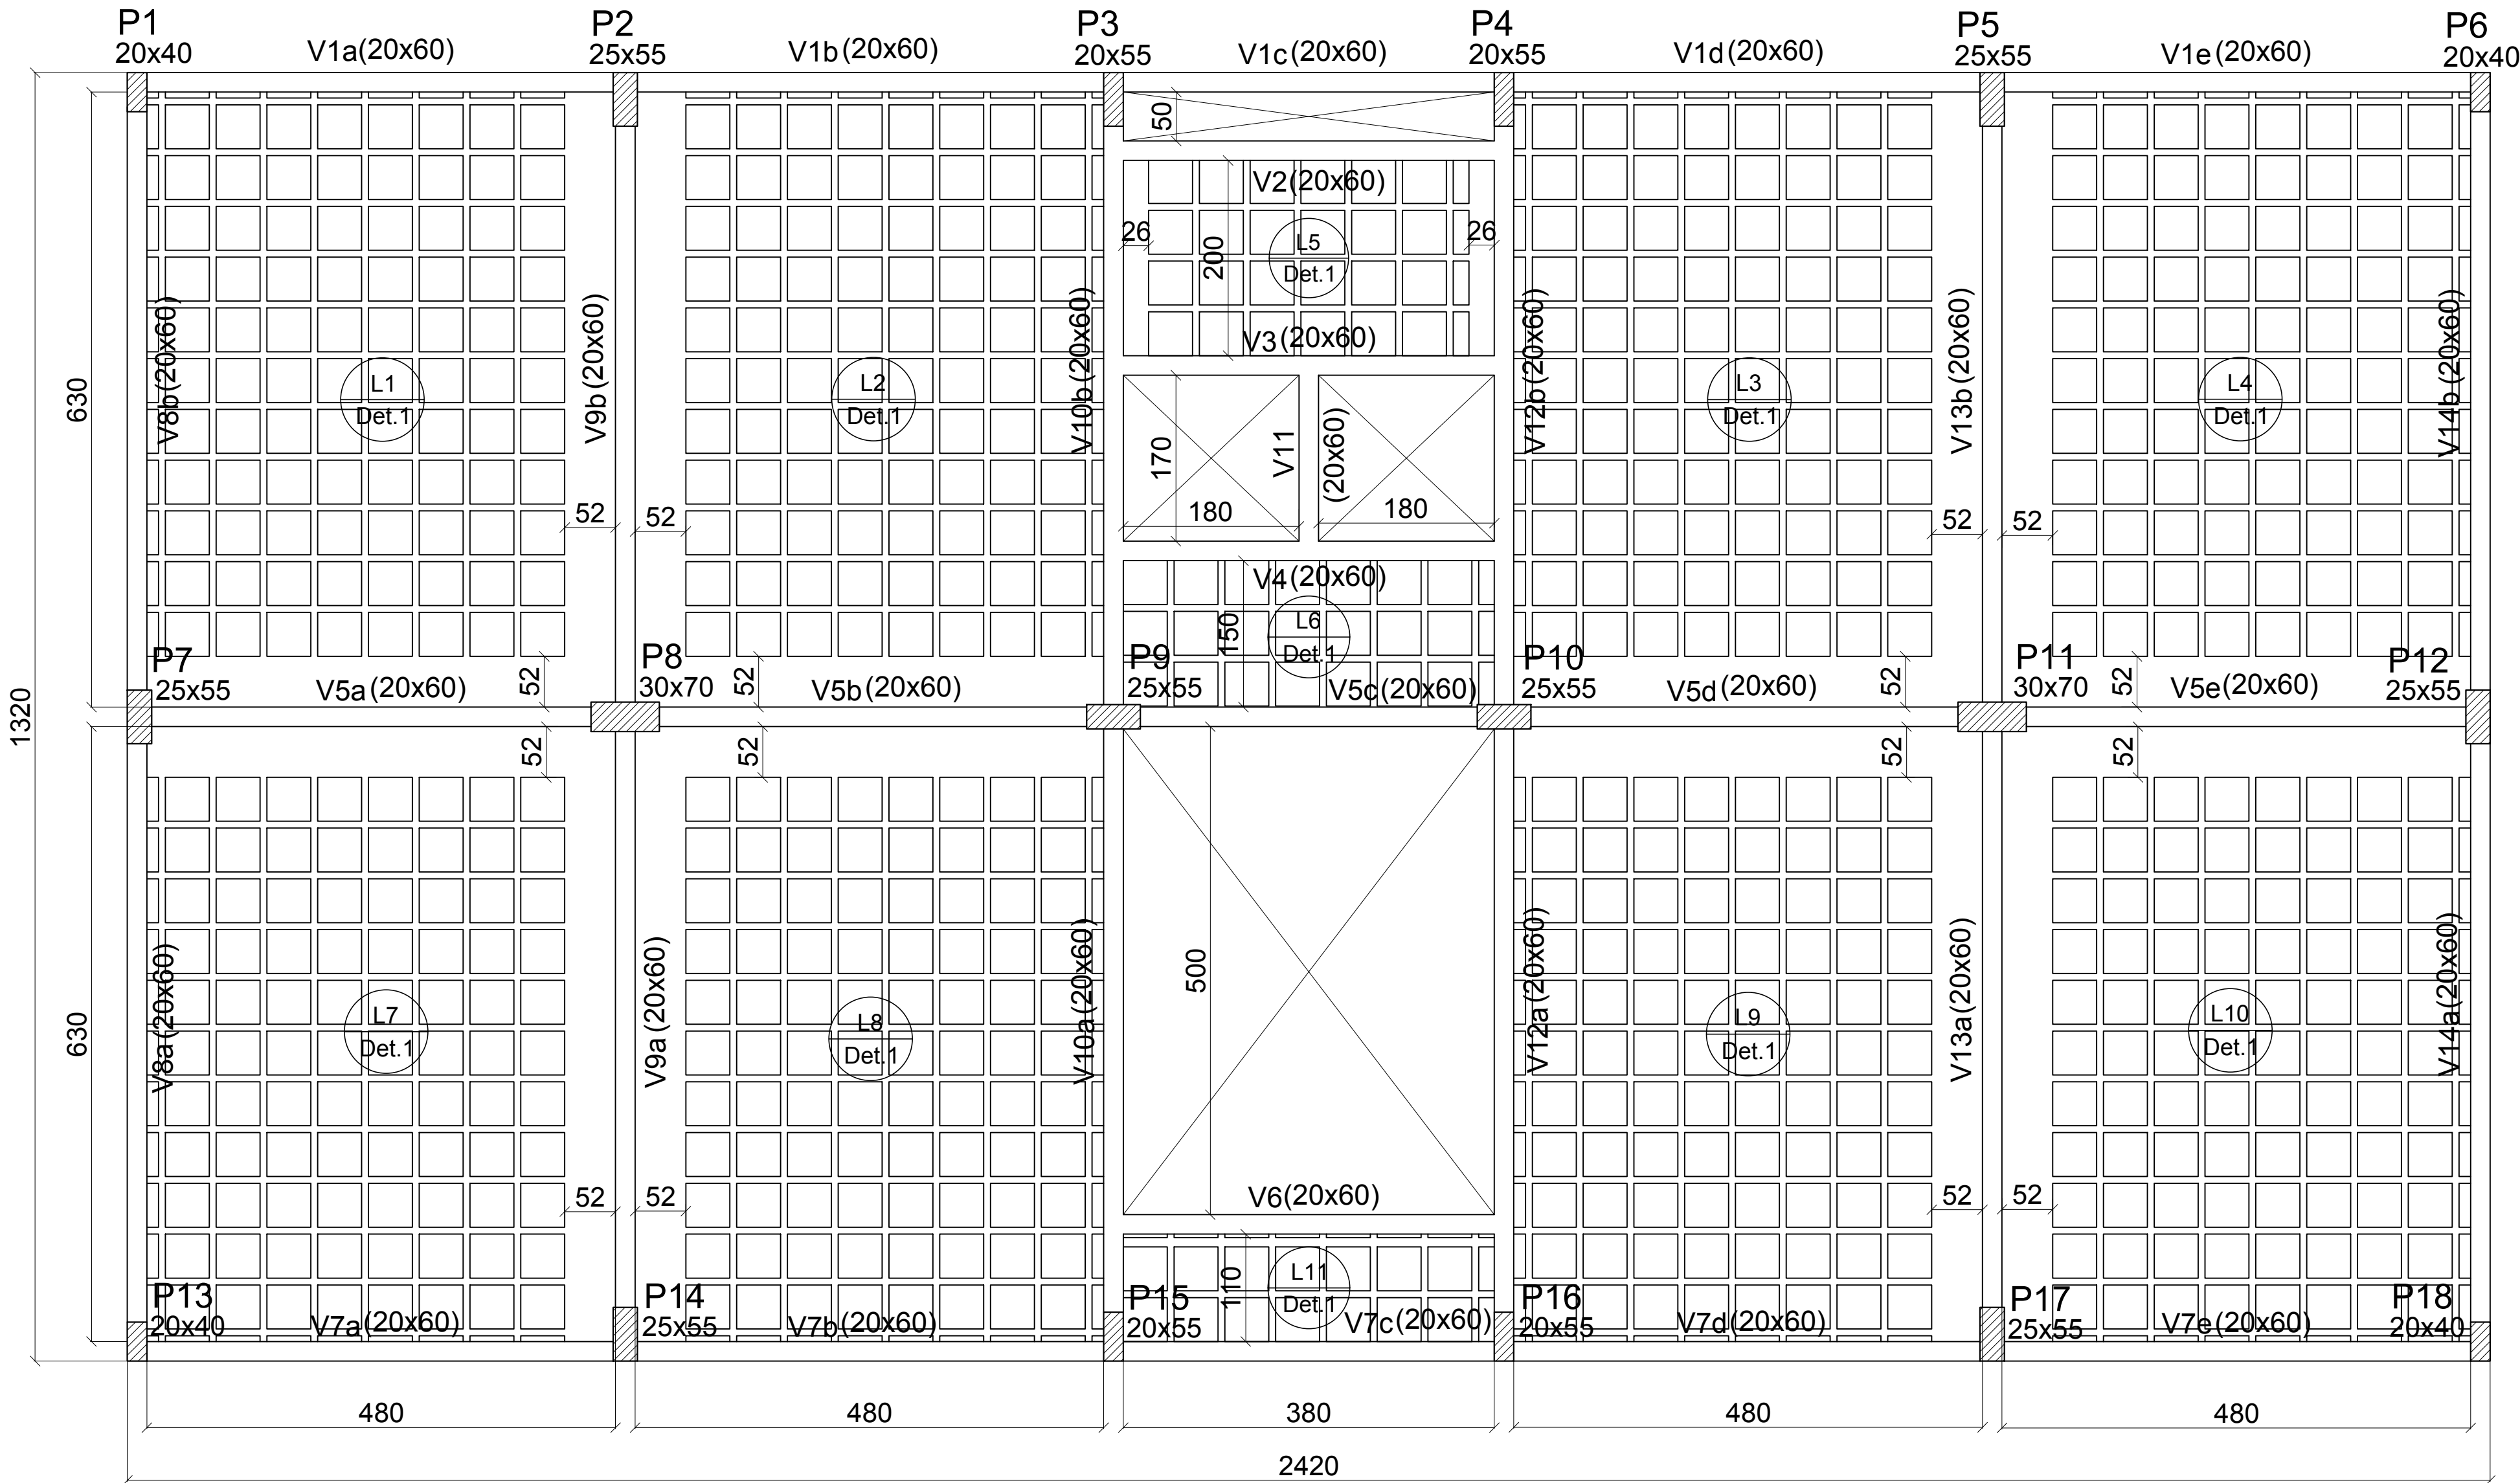 P1
20x40
V1a(20x60)
P2
25x55
V1b(20x60)
P3
20x55
V1c(20x60)
P4
20x55
V1d(20x60)
P5
25x55
V1e(20x60)
P6
20x40
50
V2(20x60)
26
26
200
L5
Det.1
V3(20x60)
630
V8b(20x60)
L1
Det.1
V9b(20x60)
L2
Det.1
V10b(20x60)
V12b(20x60)
L3
Det.1
V13b(20x60)
L4
Det.1
V14b(20x60)
170
V11
(20x60)
180
180
52
52
52
52
V4(20x60)
150
L6
Det.1
P7
25x55
V5a(20x60)
52
P8
30x70
52
V5b(20x60)
P9
25x55
V5c(20x60)
P10
25x55
V5d(20x60)
52
P11
30x70
52
V5e(20x60)
P12
25x55
1320
52
52
52
52
630
V8a(20x60)
L7
Det.1
V9a(20x60)
L8
Det.1
V10a(20x60)
500
V12a(20x60)
L9
Det.1
V13a(20x60)
L10
Det.1
V14a(20x60)
52
52
V6(20x60)
52
52
P13
20x40
V7a(20x60)
P14
25x55
V7b(20x60)
P15
20x55
110
L11
Det.1
V7c(20x60)
P16
20x55
V7d(20x60)
P17
25x55
V7e(20x60)
P18
20x40
480
480
380
480
480
2420